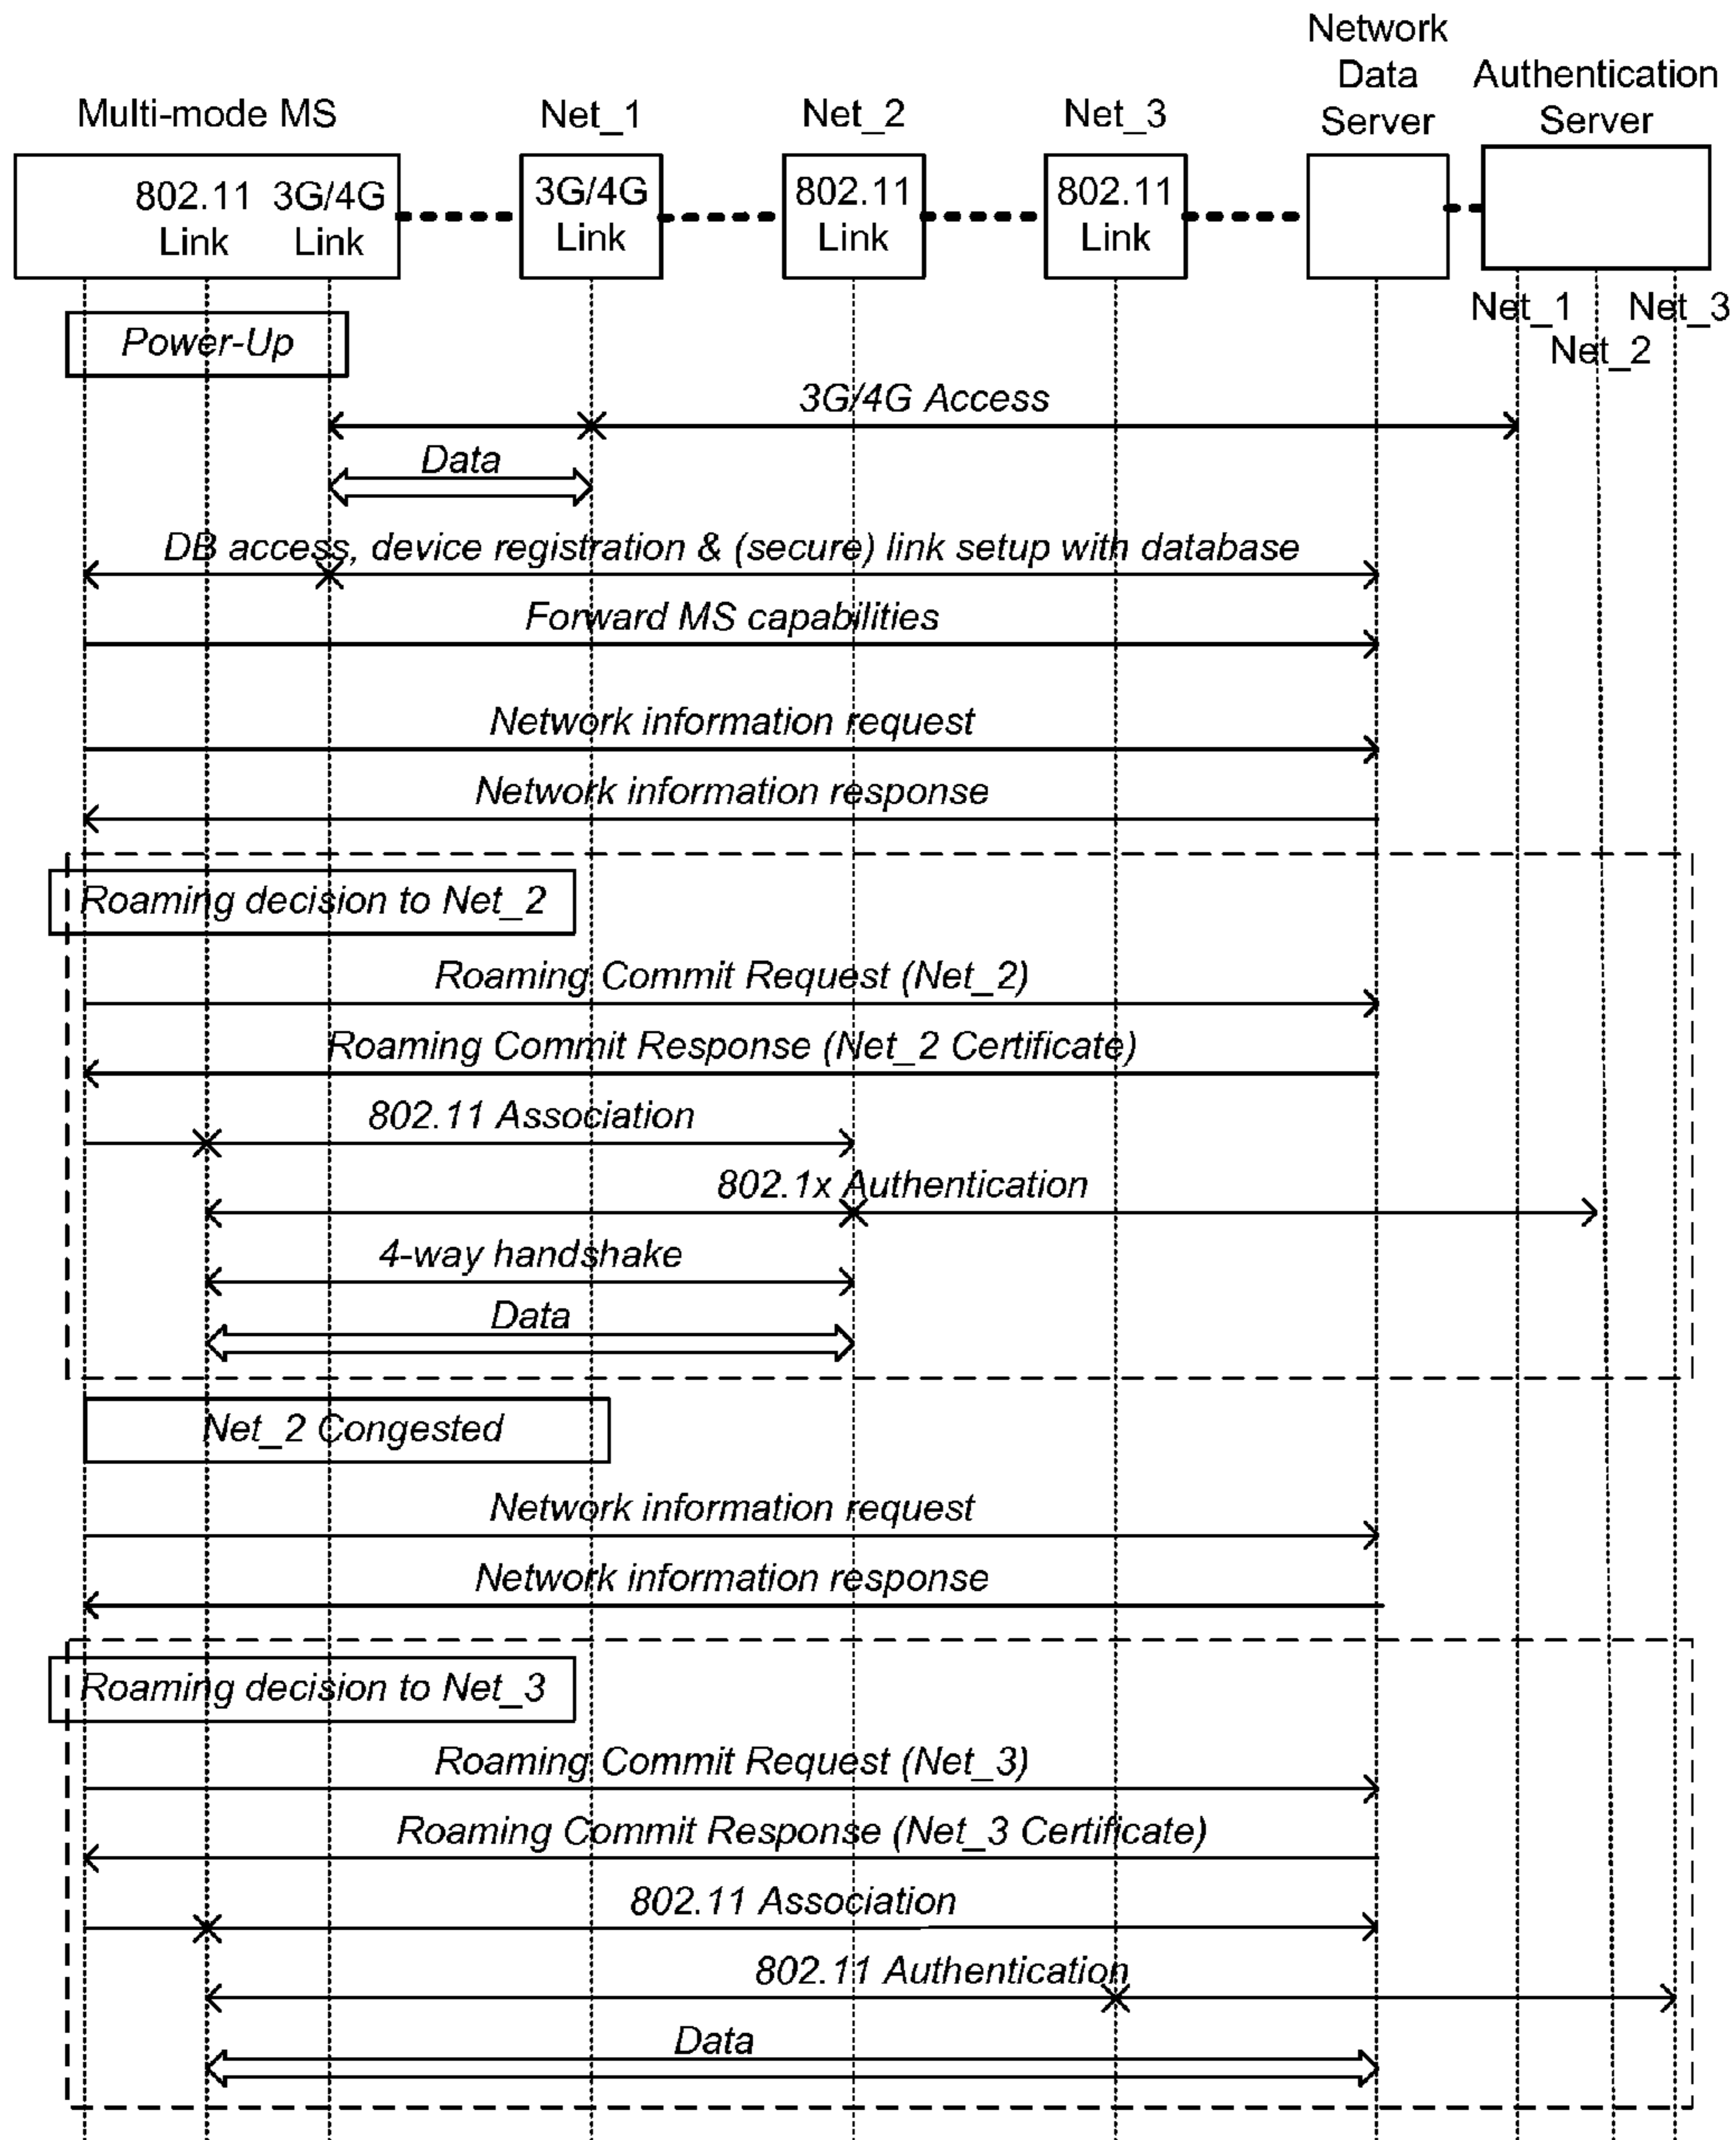 Network
Data
Server
Authentication
Server
Multi-mode MS
Net_1
Net_2
Net_3
802.11
Link
3G/4G
Link
3G/4G
Link
802.11
Link
802.11
Link
Net_1
Net_2
Net_3
Power-Up
3G/4G Access
Data
DB access, device registration & (secure) link setup with database
Forward MS capabilities
Network information request
Network information response
Roaming decision to Net_2
Roaming Commit Request (Net_2)
Roaming Commit Response (Net_2 Certificate)
802.11 Association
802.1x Authentication
4-way handshake
Data
Net_2 Congested
Network information request
Network information response
Roaming decision to Net_3
Roaming Commit Request (Net_3)
Roaming Commit Response (Net_3 Certificate)
802.11 Association
802.11 Authentication
Data